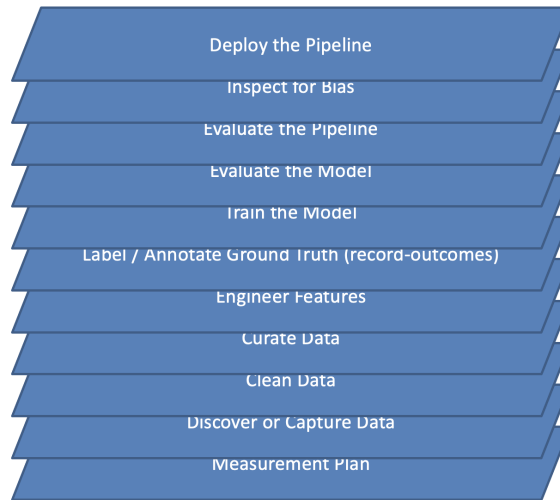 Deploy the Pipeline
Inspect for Bias
Evaluate the Pipeline
Evaluate the Model
Train the Model
Label / Annotate Ground Truth (record-outcomes)
Engineer Features
Curate Data
Clean Data
Discover or Capture Data
Measurement Plan